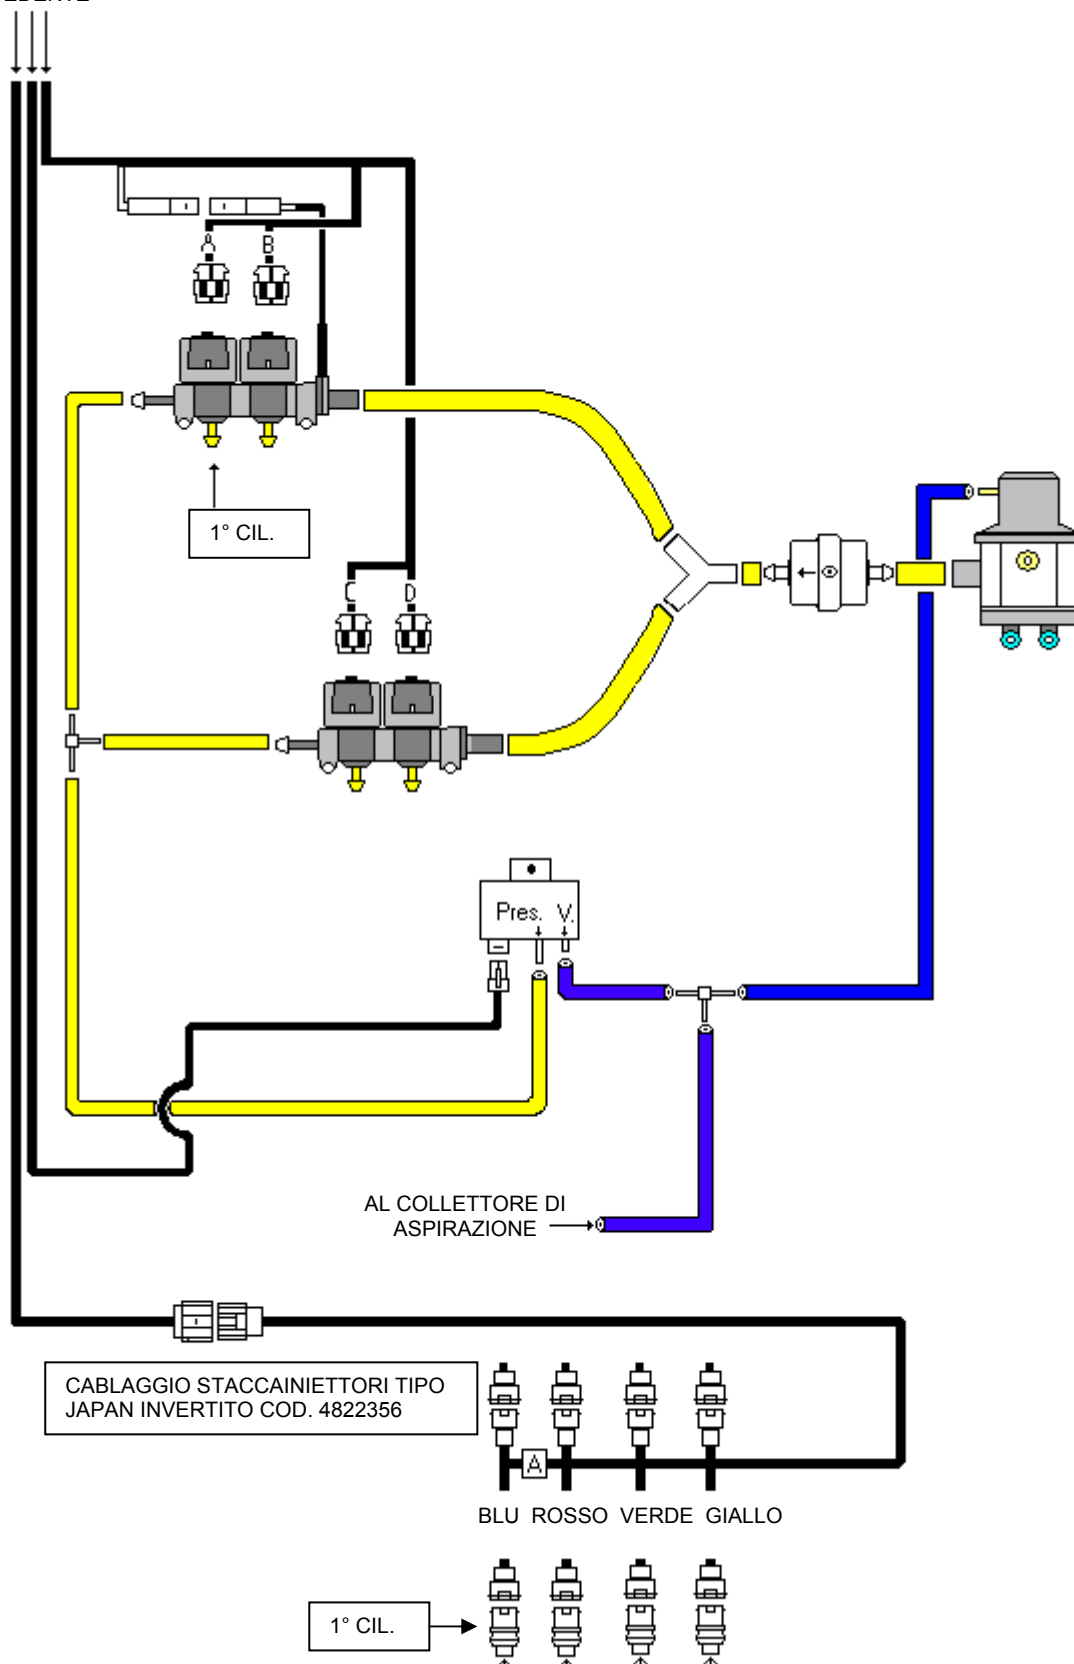 A B
1° CIL.
C D
Pres. V.
AL COLLETTORE DI
ASPIRAZIONE
CABLAGGIO STACCAINIETTORI TIPO
JAPAN INVERTITO COD. 4822356
A
BLU ROSSO VERDE GIALLO
1° CIL.